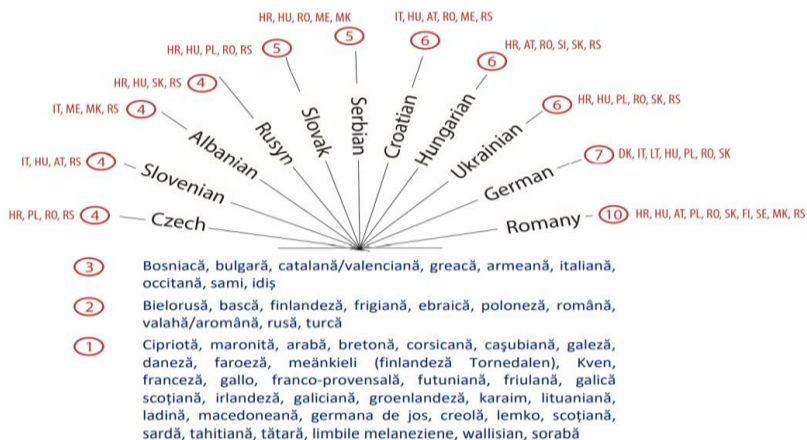 HR, PL, RO, RS 4 Czech
IT, HU, AT, RS 4 Slovenian
IT, ME, MK, RS 4 Albanian
HR, HU, SK, RS 4 Rusyn
HR, HU, PL, RO, RS 5 Slovak
HR, HU, RO, ME, MK 5 Serbian
IT, HU, AT, RO, ME, RS 6 Croatian
HR, AT, RO, SI, SK, RS 6 Hungarian
Ukrainian 6 HR, HU, PL, RO, SK, RS
German 7 DK, IT, LT, HU, PL, RO, SK
Romany 10 HR, HU, AT, PL, RO, SK, FI, SE, MK, RS
3 Bosniacă, bulgară, catalană/valenciană, greacă, armeană, italiană,
occitană, sami, idiș
2 Bielorusă, bască, finlandeză, frigiană, ebraică, poloneză, română,
valahă/aromână, rusă, turcă
1 Cipriotă, maronită, arabă, bretonă, corsicană, cașubiană, galeză,
daneză, faroeză, meänkieli (finlandeză Tornedalen), Kven,
franceză, gallo, franco-provensală, futuniană, friulană, galică
scoțiană, irlandeză, galiciană, groenlandeză, karaim, lituaniană,
ladină, macedoneană, germana de jos, creolă, lemko, scoțiană,
sardă, tahitiană, tătară, limbile melaneziene, wallisian, sorabă